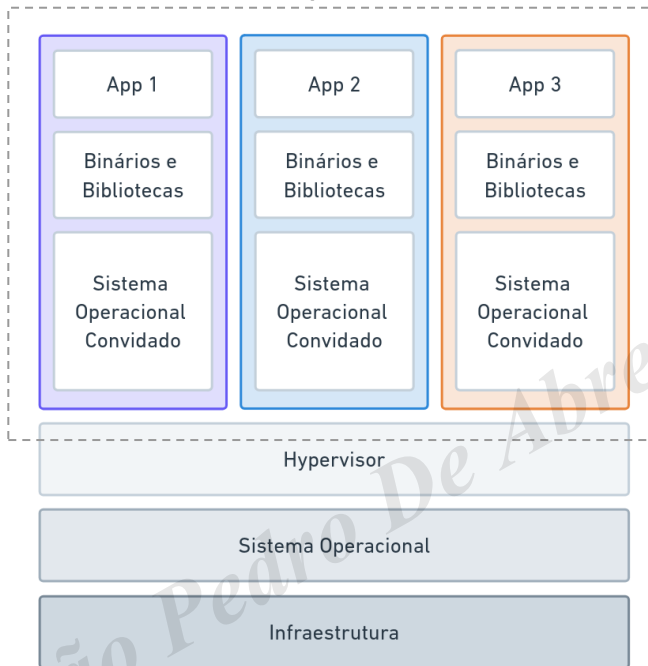 App 1
App 2
App 3
Binários e
Bibliotecas
Binários e
Bibliotecas
Binários e
Bibliotecas
Sistema
Operacional
Convidado
Sistema
Operacional
Convidado
Sistema
Operacional
Convidado
Hypervisor
Sistema Operacional
Infraestrutura
Pedro De